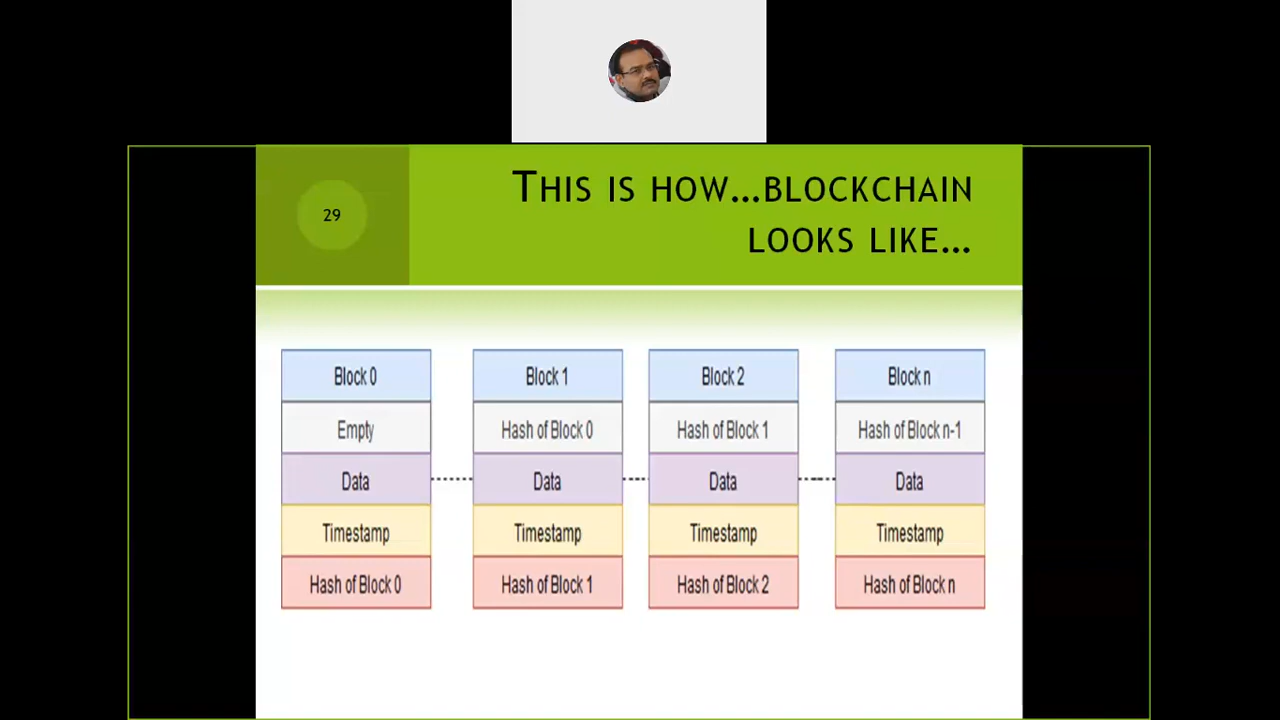 29
THIS IS HOW...BLOCKCHAIN
LOOKS LIKE...
Block 0
Empty
Data
Timestamp
Hash of Block 0
Block 1
Hash of Block 0
Data
Timestamp
Hash of Block 1
Block 2
Hash of Block 1
Data
Timestamp
Hash of Block 2
Block n
Hash of Block n-1
Data
Timestamp
Hash of Block n